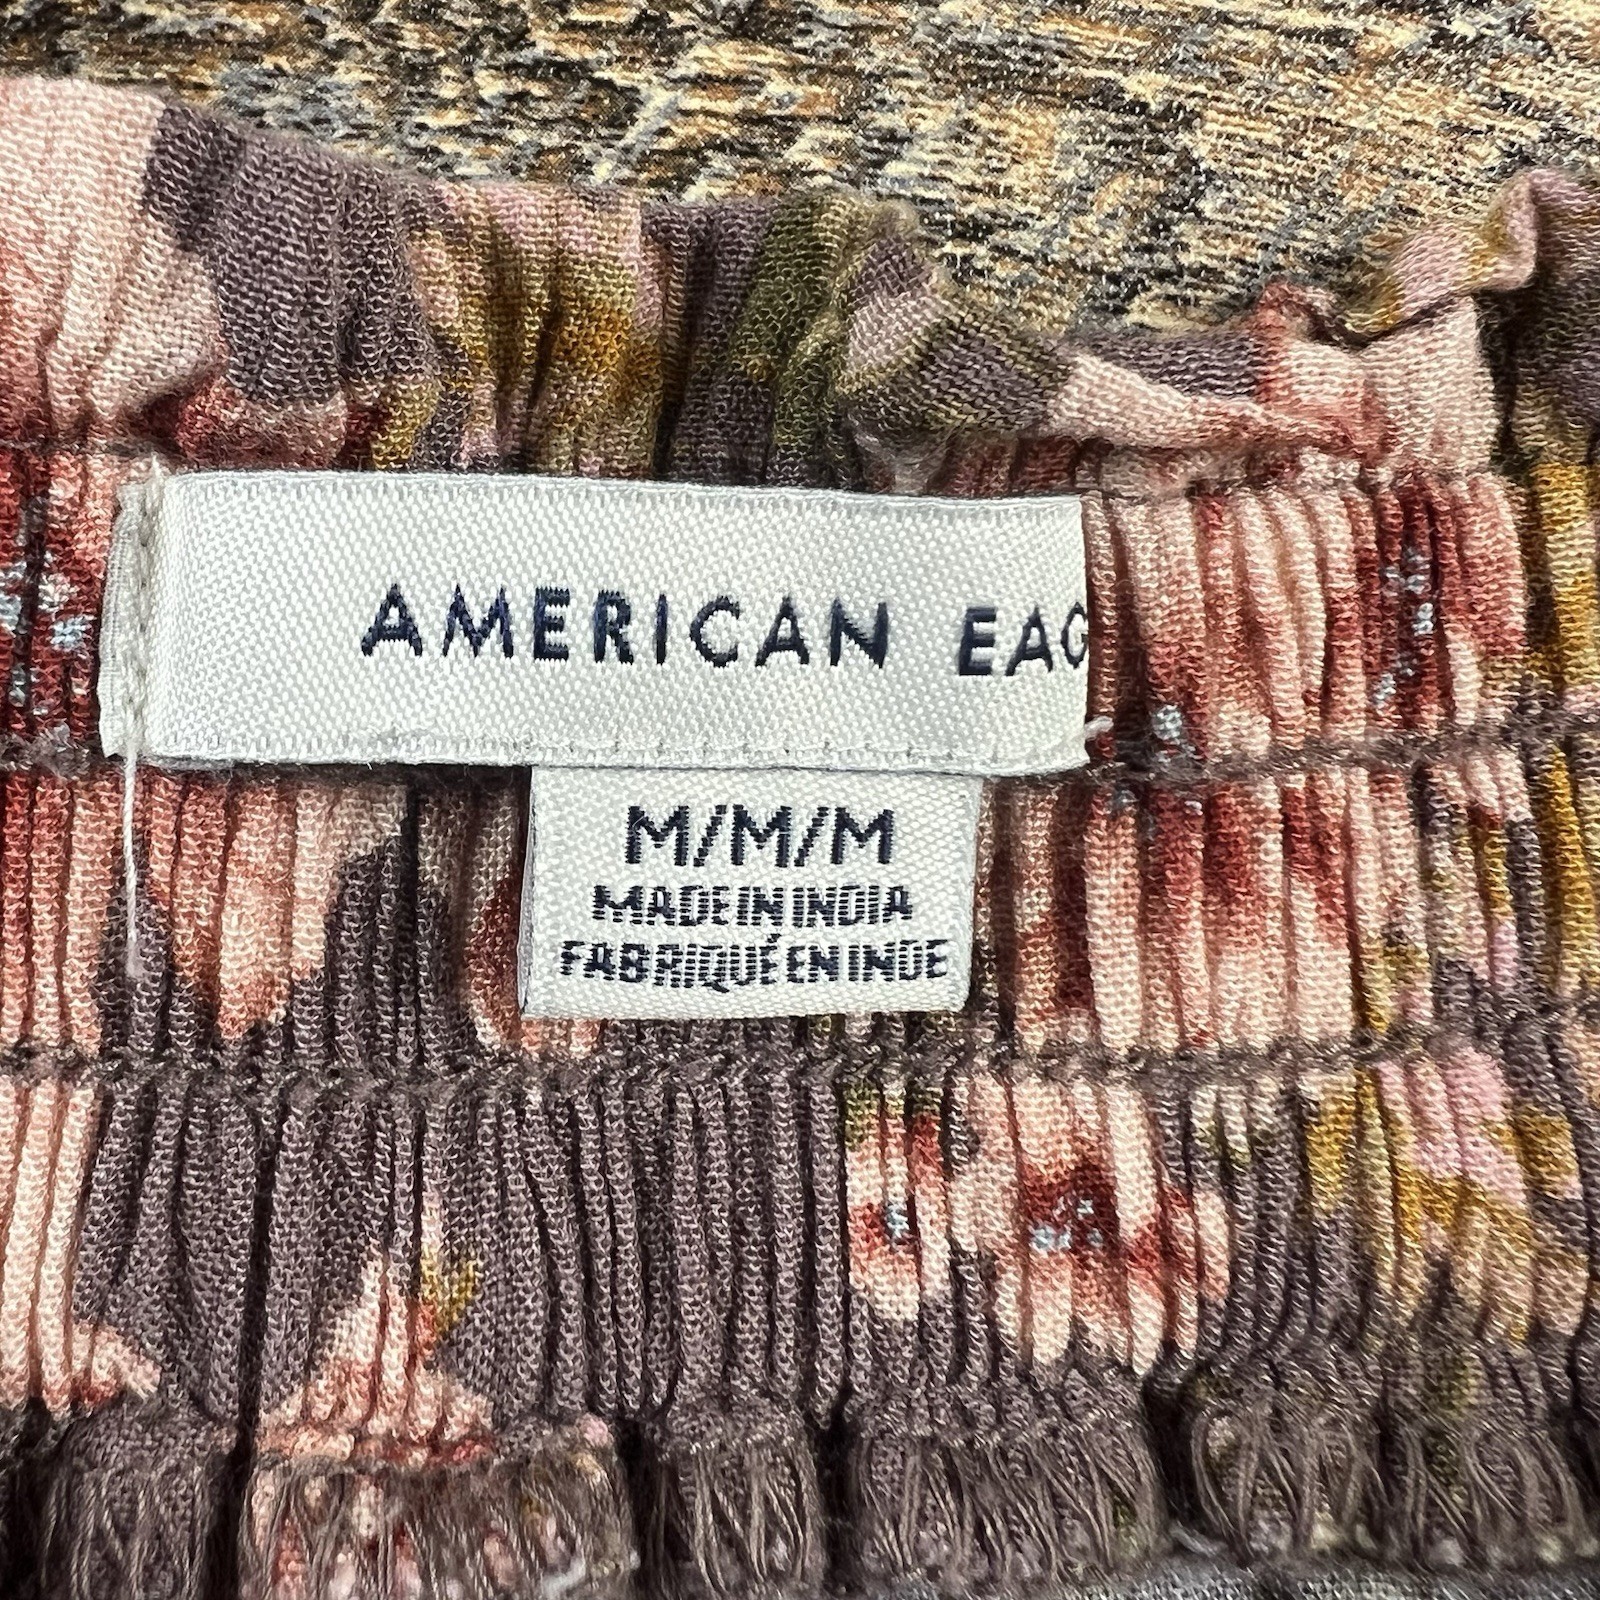 AMERICAN EAG
M/M/M
MADE IN INDIA
FABRIQUÉ EN INDE